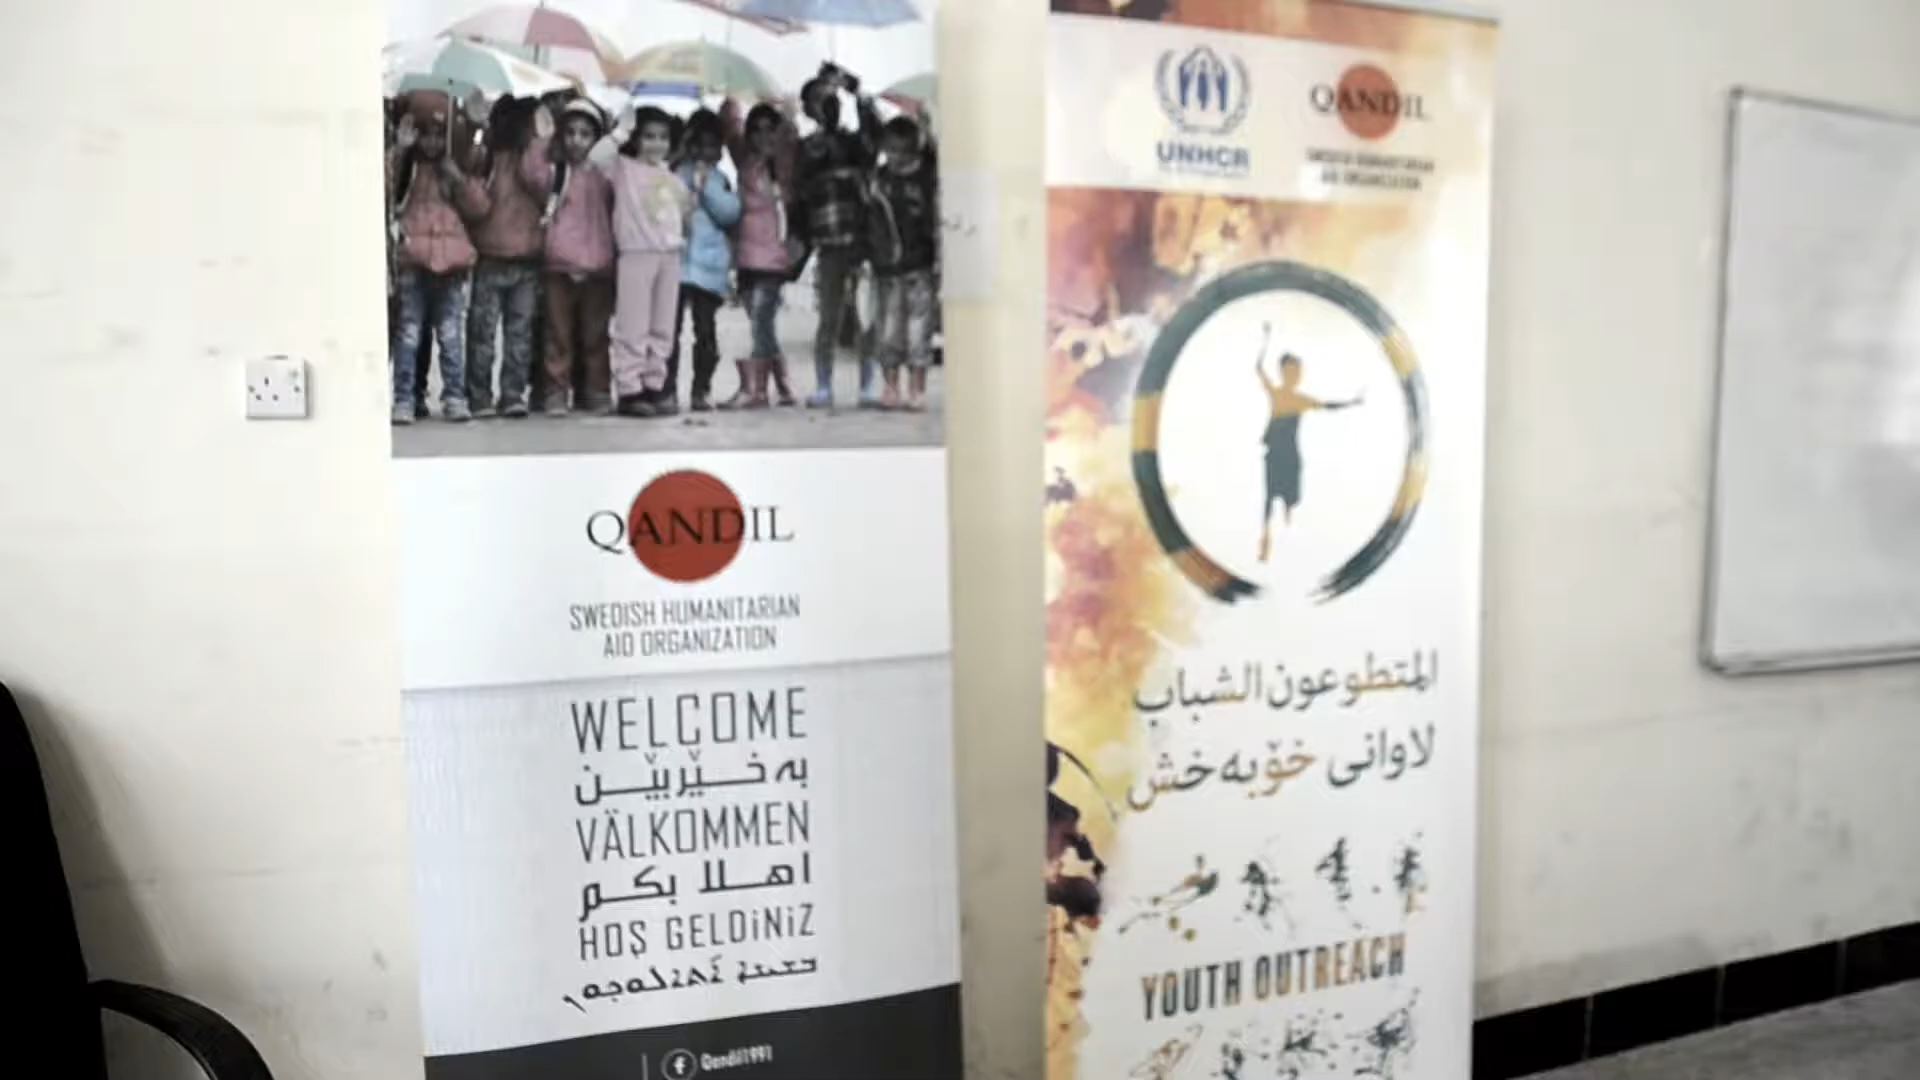 QANDIL
SWEDISH HUMANITARIAN
AID ORGANIZATION
WELCOME
بەخێربێن
VÄLKOMMEN
اهلا بكم
HOŞ GELDiNiZ
Qandil1991
UNHCR
QANDIL
SWEDISH HUMANITARIAN
AID ORGANIZATION
المتطوعون الشباب
لاوانى خۆبەخش
YOUTH OUTREACH